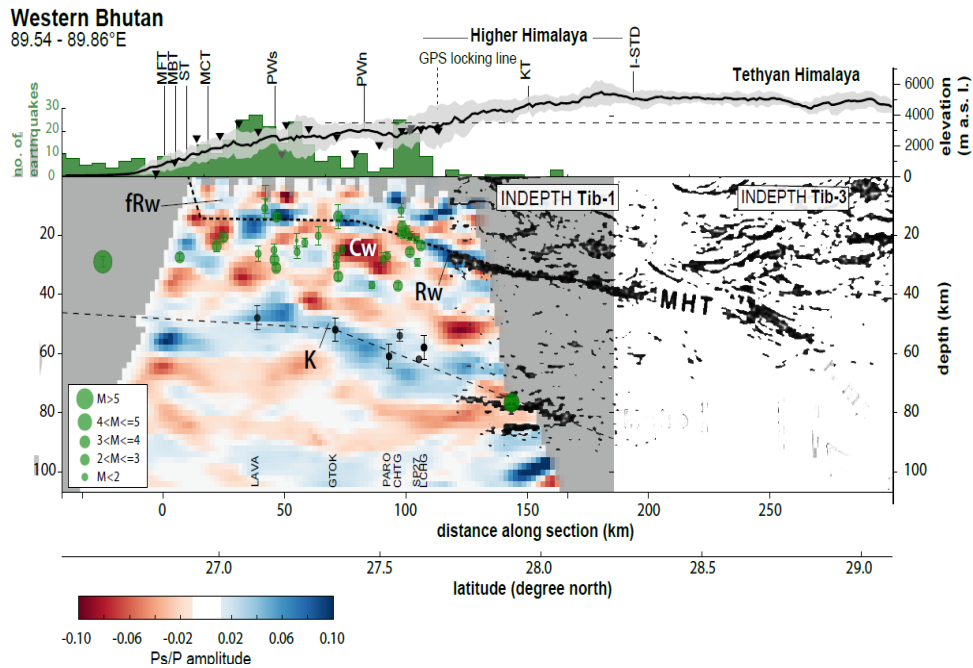 Western Bhutan
89.54 - 89.86°E
Higher Himalaya
GPS locking line
MFT
MBT
ST
MCT
PWs
PWn
KT
I-STD
Tethyan Himalaya
no. of
earthquakes
30
20
10
0
6000
4000
2000
0
elevation
(m a.s. l.)
fRw
INDEPTH Tib-1
INDEPTH Tib-3
Cw
Rw
MHT
K
20
40
60
80
100
20
40
60
80
100
depth (km)
M>5
4<M<=5
3<M<=4
2<M<=3
M<2
LAVA
GTOK
PARO
CHTG
SP27
LCRG
0
50
100
150
200
250
distance along section (km)
27.0
27.5
28.0
28.5
29.0
latitude (degree north)
-0.10
-0.06
-0.02
0.02
0.06
0.10
Ps/P amplitude